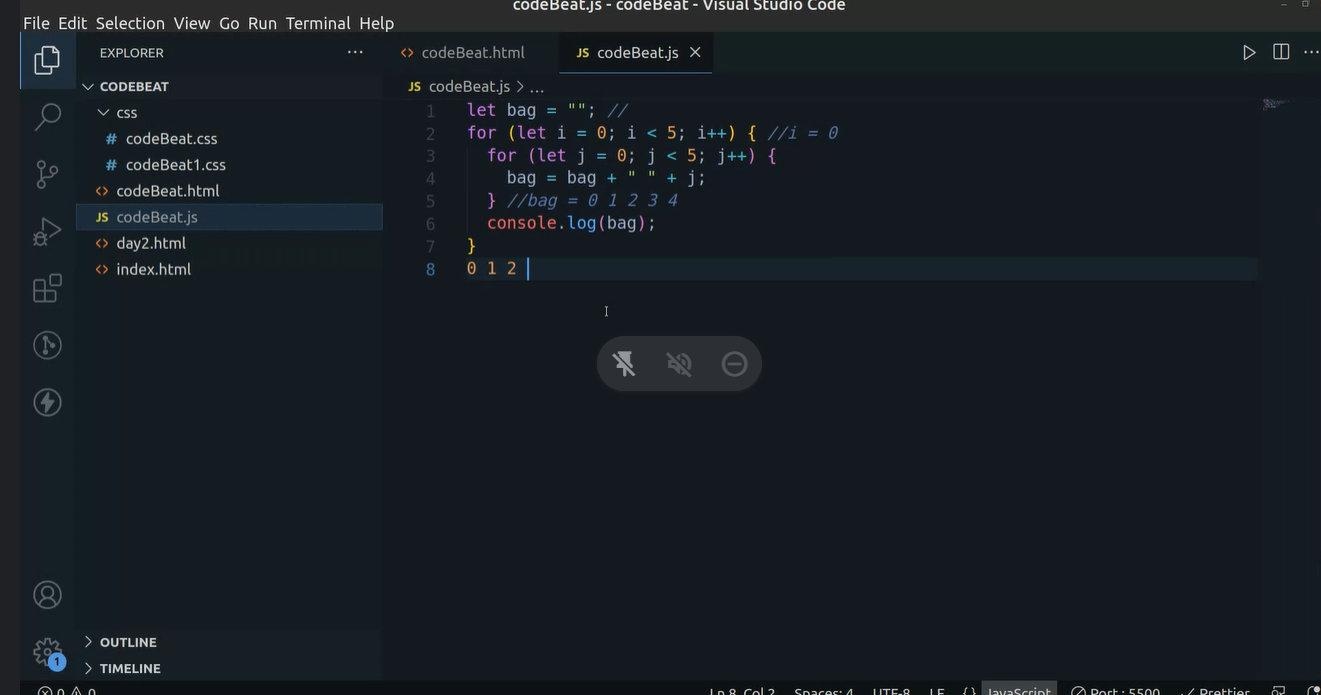 codeBeat.js - codeBeat - Visual Studio Code
File Edit Selection View Go Run Terminal Help
EXPLORER ...
codeBeat.html
JS codeBeat.js
CODEBEAT
JS codeBeat.js > ...
css
# codeBeat.css
# codeBeat1.css
codeBeat.html
JS codeBeat.js
day2.html
index.html
1 let bag = ""; //
2 for (let i = 0; i < 5; i++) { //i = 0
3 for (let j = 0; j < 5; j++) {
4 bag = bag + " " + j;
5 } //bag = 0 1 2 3 4
6 console.log(bag);
7 }
8 0 1 2
1
OUTLINE
TIMELINE
0 0 Ln 8, Col 2 Spaces: 4 UTF-8 LF {} JavaScript Port : 5500 Prettier